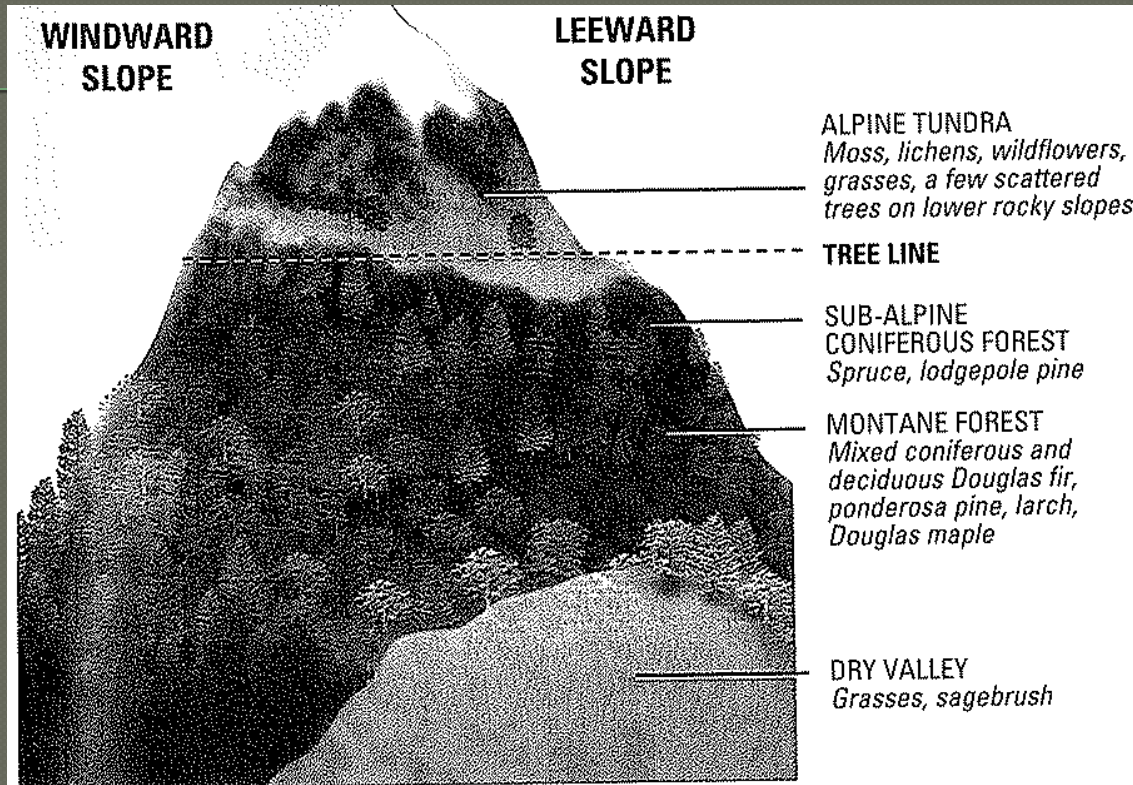 WINDWARD
SLOPE
LEEWARD
SLOPE
ALPINE TUNDRA
Moss, lichens, wildflowers,
grasses, a few scattered
trees on lower rocky slopes
TREE LINE
SUB-ALPINE
CONIFEROUS FOREST
Spruce, lodgepole pine
MONTANE FOREST
Mixed coniferous and
deciduous Douglas fir,
ponderosa pine, larch,
Douglas maple
DRY VALLEY
Grasses, sagebrush